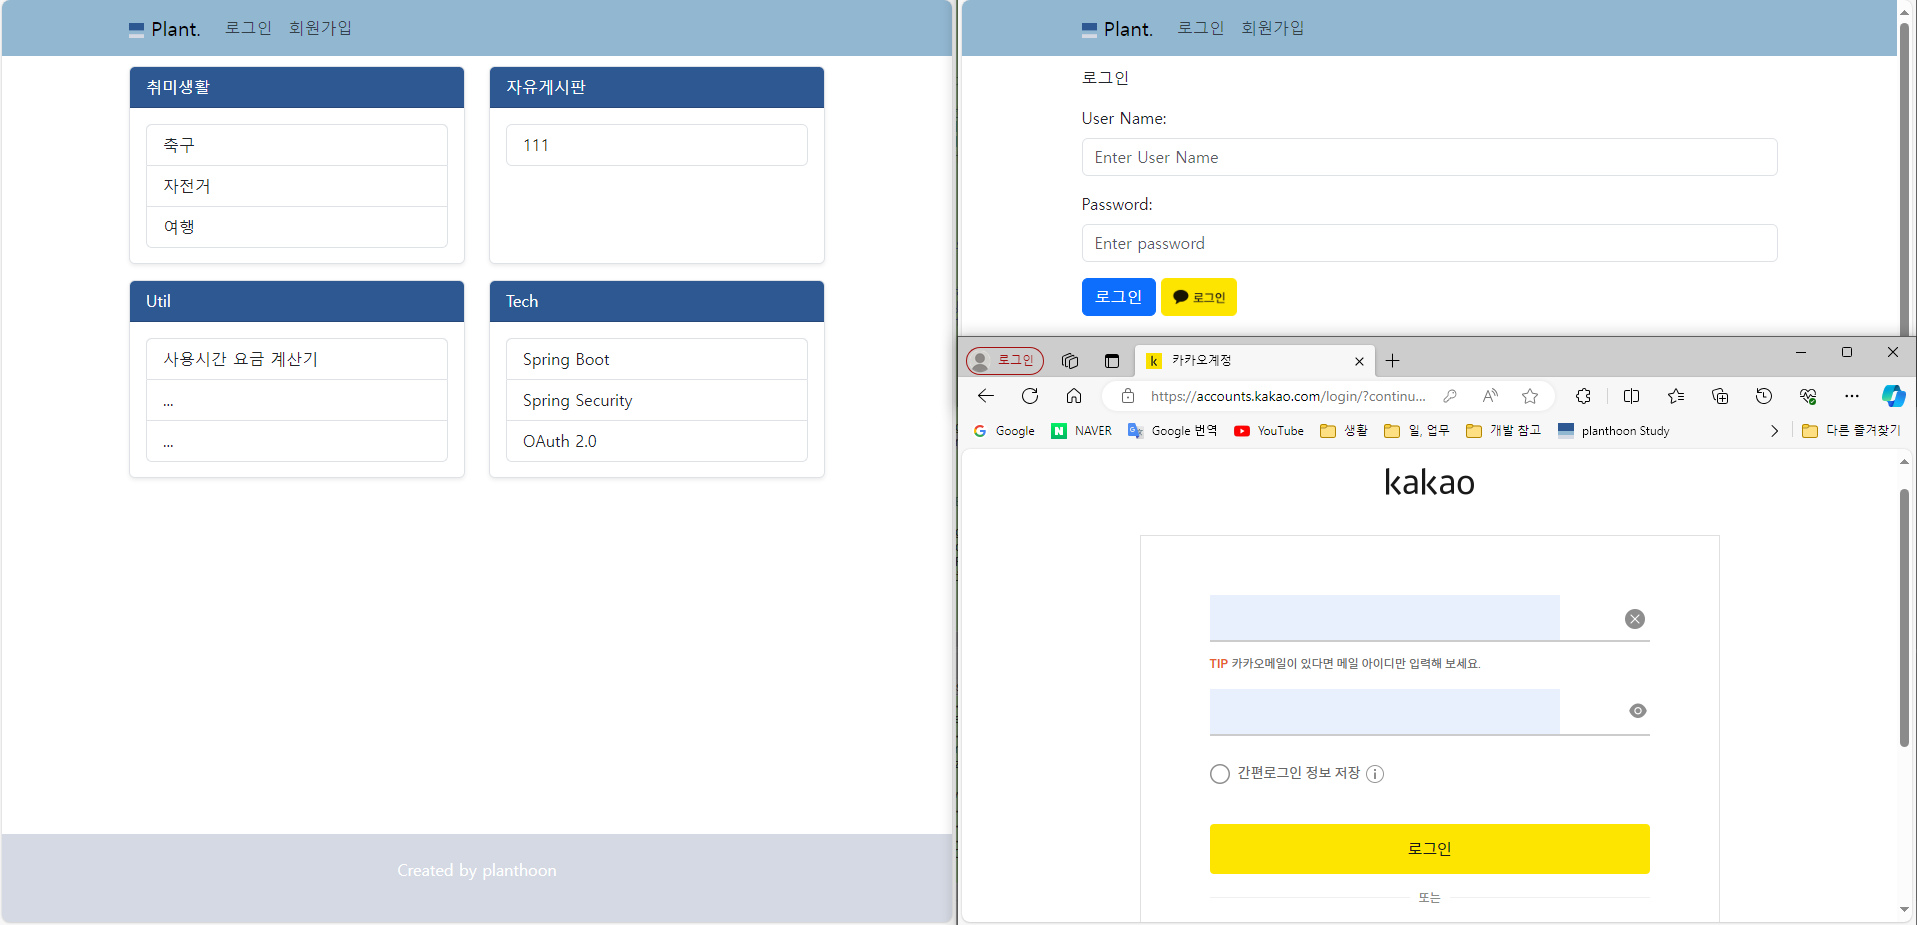 Plant. 로그인 회원가입
취미생활
축구
자전거
여행
자유게시판
111
Util
사용시간 요금 계산기
...
...
Tech
Spring Boot
Spring Security
OAuth 2.0
Created by planthoon
Plant. 로그인 회원가입
로그인
User Name:
Enter User Name
Password:
Enter password
로그인 로그인
로그인 k 카카오계정
https://accounts.kakao.com/login/?continu...
Google NAVER Google 번역 YouTube 생활 일, 업무 개발 참고 planthoon Study 다른 즐겨찾기
kakao
TIP 카카오메일이 있다면 메일 아이디만 입력해 보세요.
간편로그인 정보 저장
로그인
또는